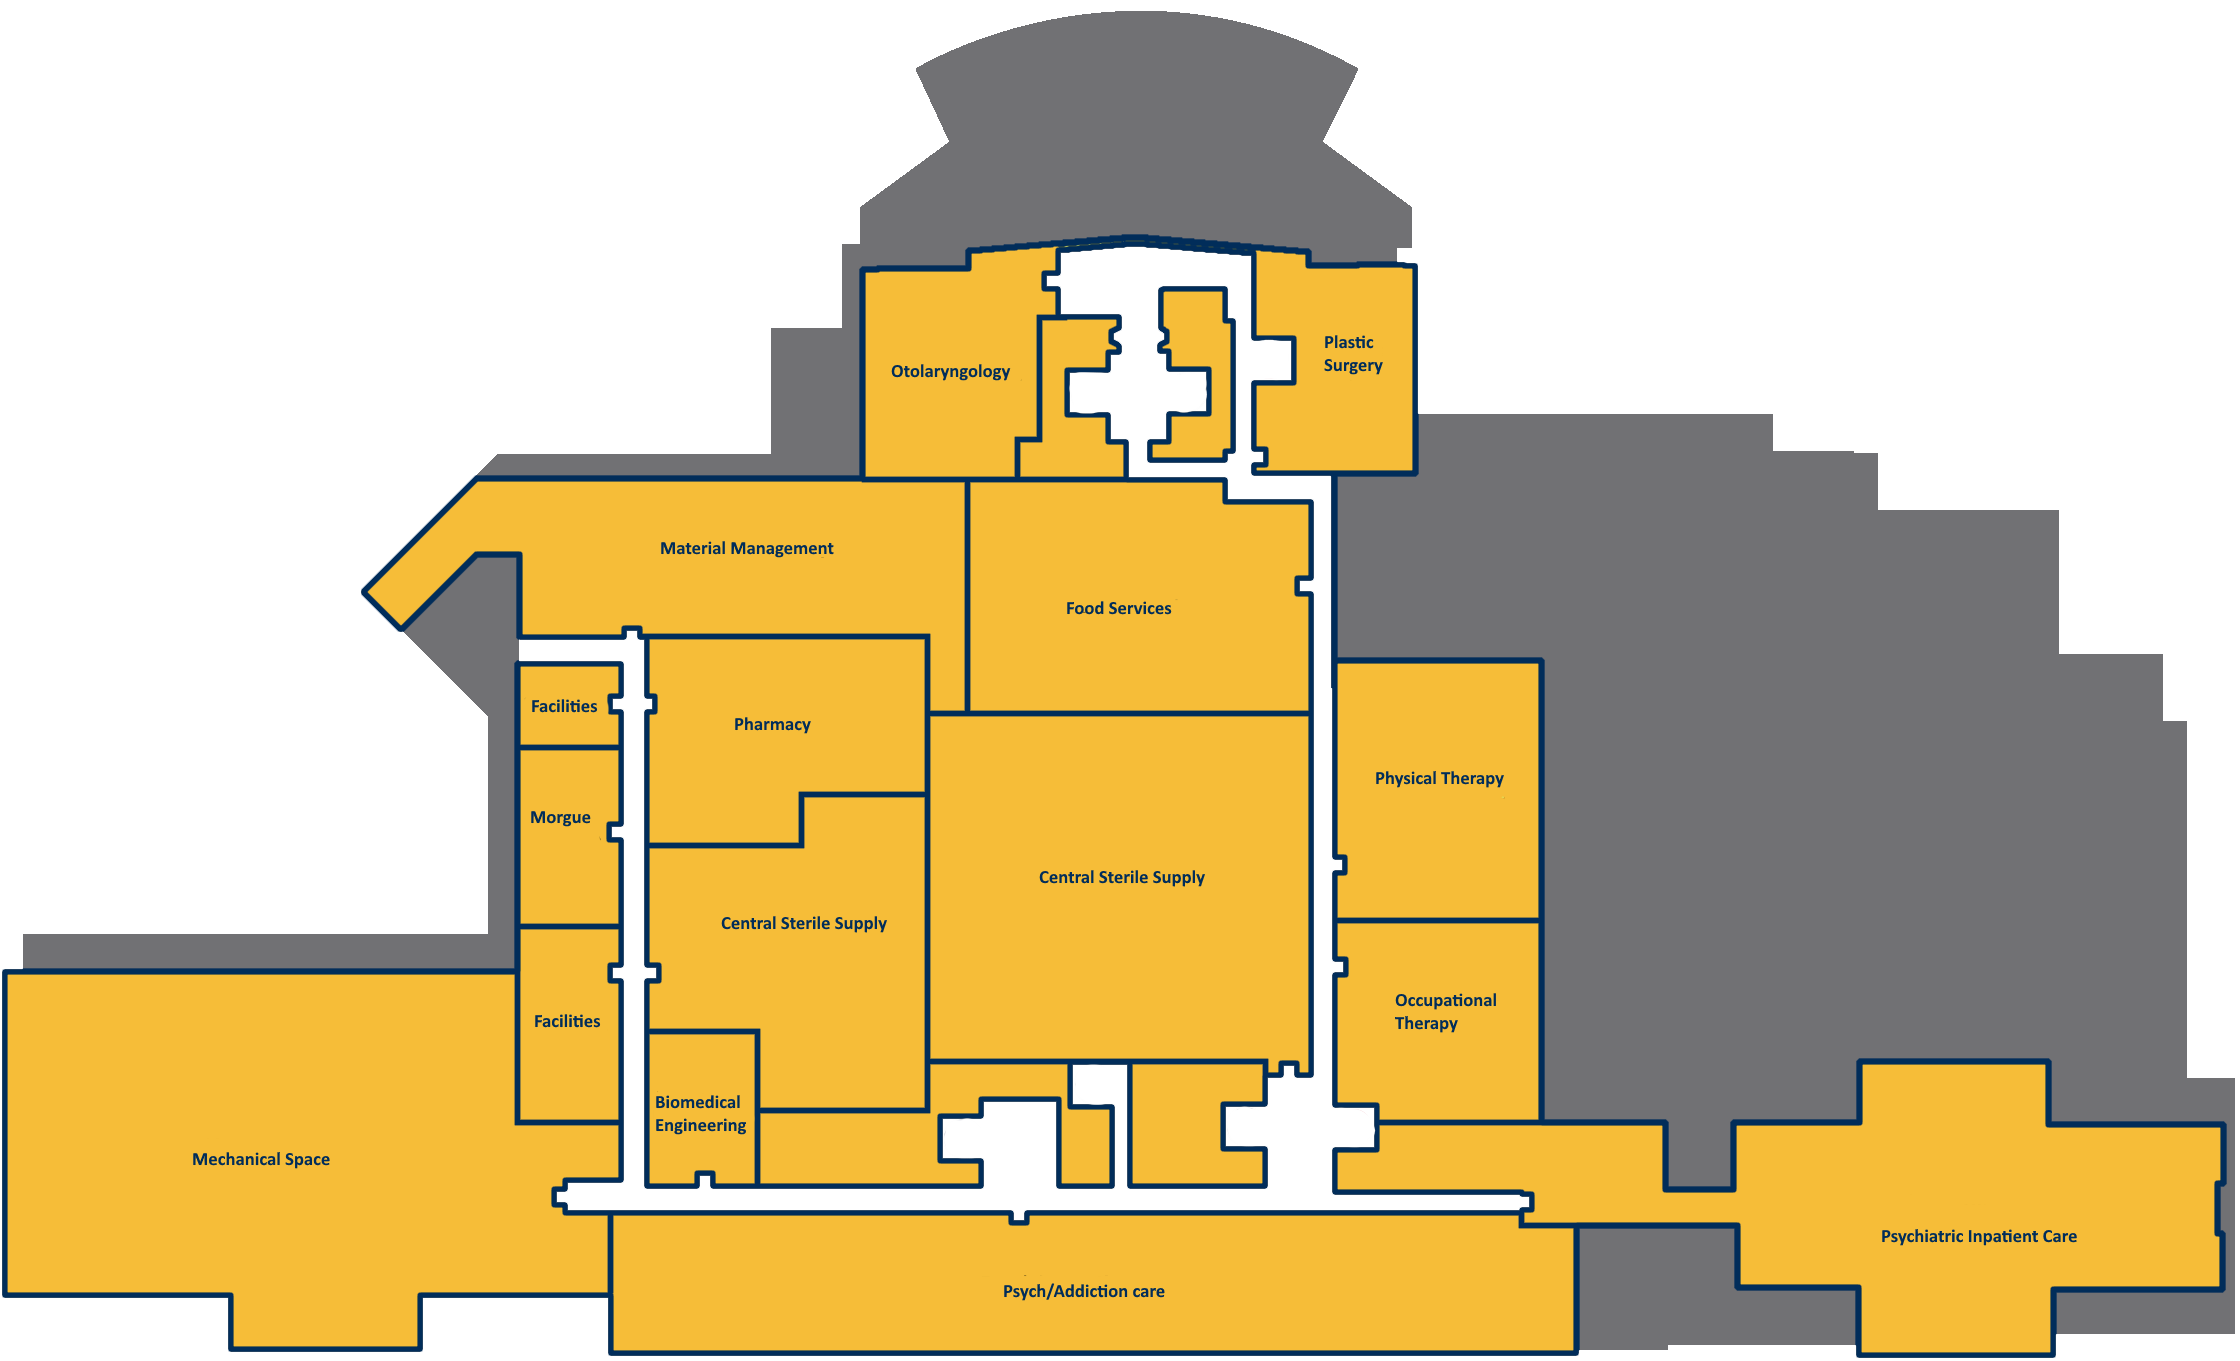 Plastic
Surgery
Otolaryngology
Material Management
Food Services
Facilities
Pharmacy
Physical Therapy
Morgue
Central Sterile Supply
Central Sterile Supply
Occupational
Therapy
Facilities
Biomedical
Engineering
Mechanical Space
Psychiatric Inpatient Care
Psych/Addiction care